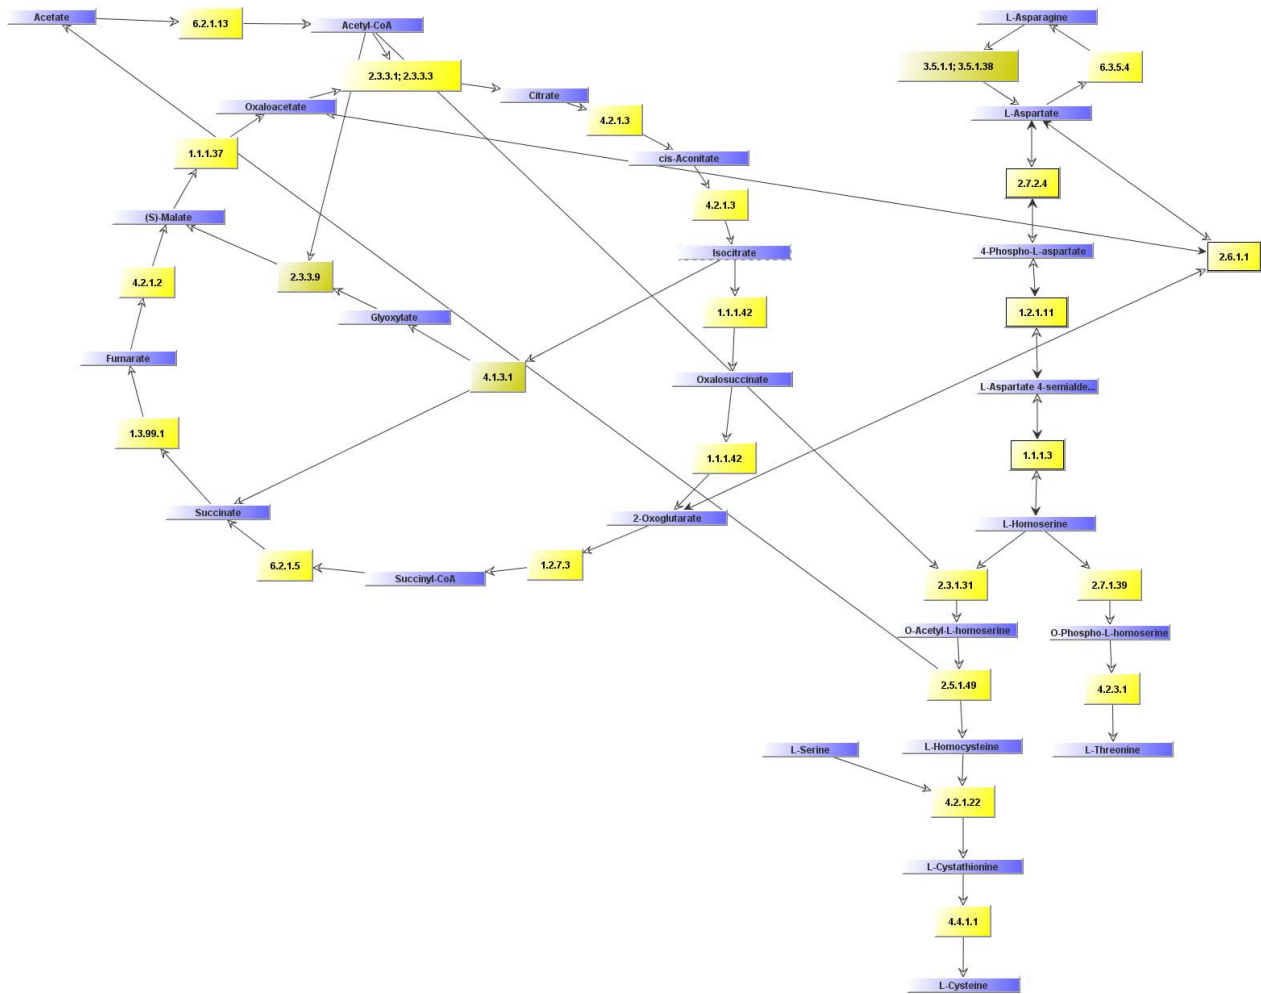 Acetate
6.2.1.13
Acetyl-CoA
L-Asparagine
2.3.3.1; 2.3.3.3
3.5.1.1; 3.5.1.38
6.3.5.4
Oxaloacetate
Citrate
4.2.1.3
L-Aspartate
1.1.1.37
cis-Aconitate
2.7.2.4
4.2.1.3
(S)-Malate
Isocitrate
4-Phospho-L-aspartate
2.6.1.1
4.2.1.2
2.3.3.9
1.1.1.42
1.2.1.11
Glyoxylate
Fumarate
4.1.3.1
Oxalosuccinate
L-Aspartate 4-semialde...
1.3.99.1
1.1.1.42
1.1.1.3
Succinate
2-Oxoglutarate
L-Homoserine
6.2.1.5
Succinyl-CoA
1.2.7.3
2.3.1.31
2.7.1.39
O-Acetyl-L-homoserine
O-Phospho-L-homoserine
2.5.1.49
4.2.3.1
L-Serine
L-Homocysteine
L-Threonine
4.2.1.22
L-Cystathionine
4.4.1.1
L-Cysteine